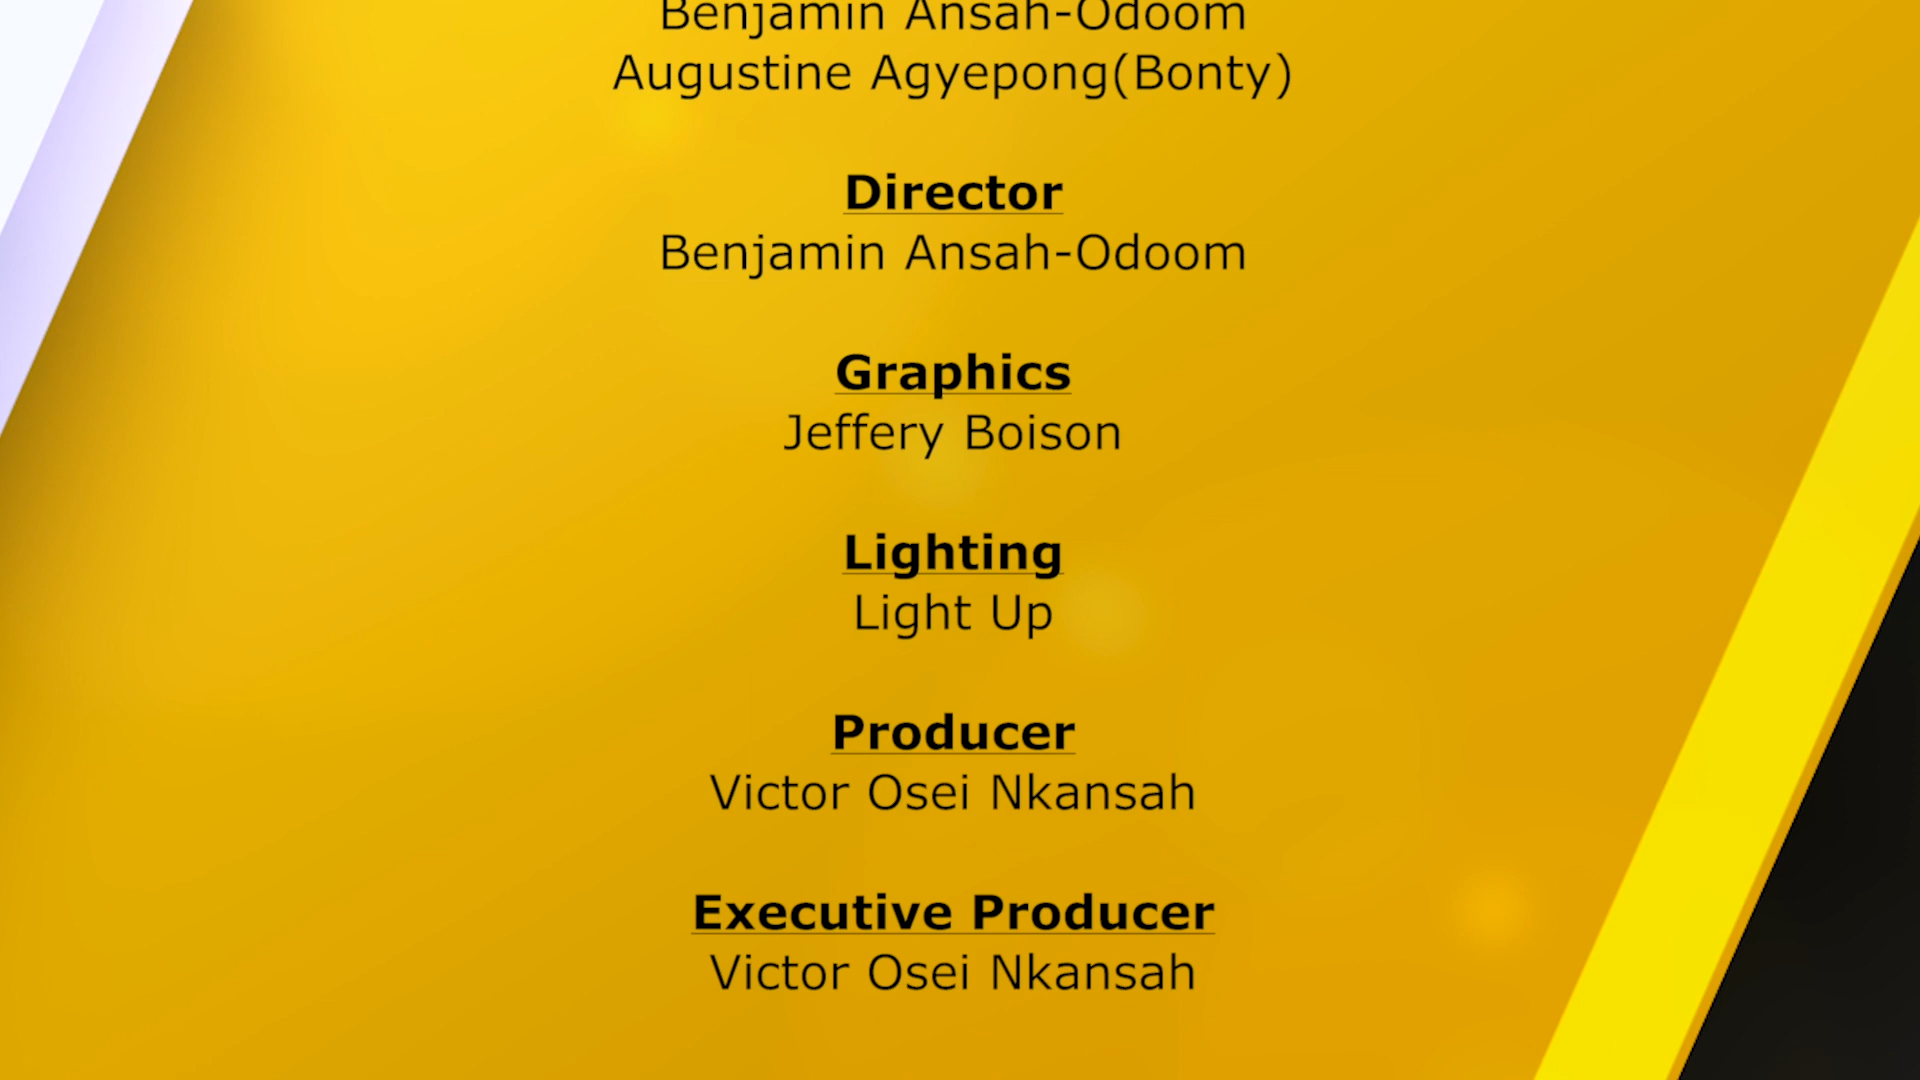 Benjamin Ansah-Odoom
Augustine Agyepong(Bonty)
Director
Benjamin Ansah-Odoom
Graphics
Jeffery Boison
Lighting
Light Up
Producer
Victor Osei Nkansah
Executive Producer
Victor Osei Nkansah